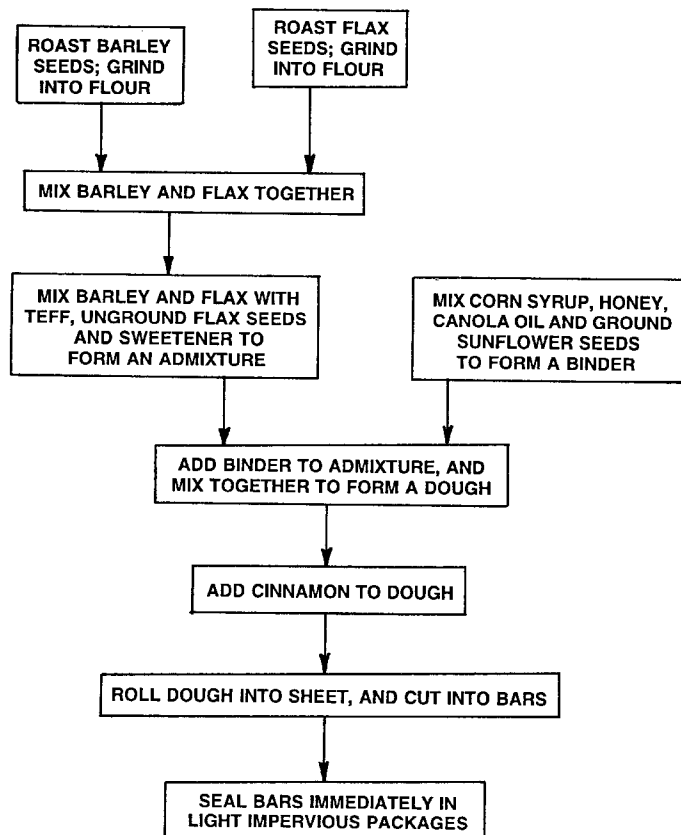 ROAST BARLEY
SEEDS; GRIND
INTO FLOUR
ROAST FLAX
SEEDS; GRIND
INTO FLOUR
MIX BARLEY AND FLAX TOGETHER
MIX BARLEY AND FLAX WITH
TEFF, UNGROUND FLAX SEEDS
AND SWEETENER TO
FORM AN ADMIXTURE
MIX CORN SYRUP, HONEY,
CANOLA OIL AND GROUND
SUNFLOWER SEEDS
TO FORM A BINDER
ADD BINDER TO ADMIXTURE, AND
MIX TOGETHER TO FORM A DOUGH
ADD CINNAMON TO DOUGH
ROLL DOUGH INTO SHEET, AND CUT INTO BARS
SEAL BARS IMMEDIATELY IN
LIGHT IMPERVIOUS PACKAGES